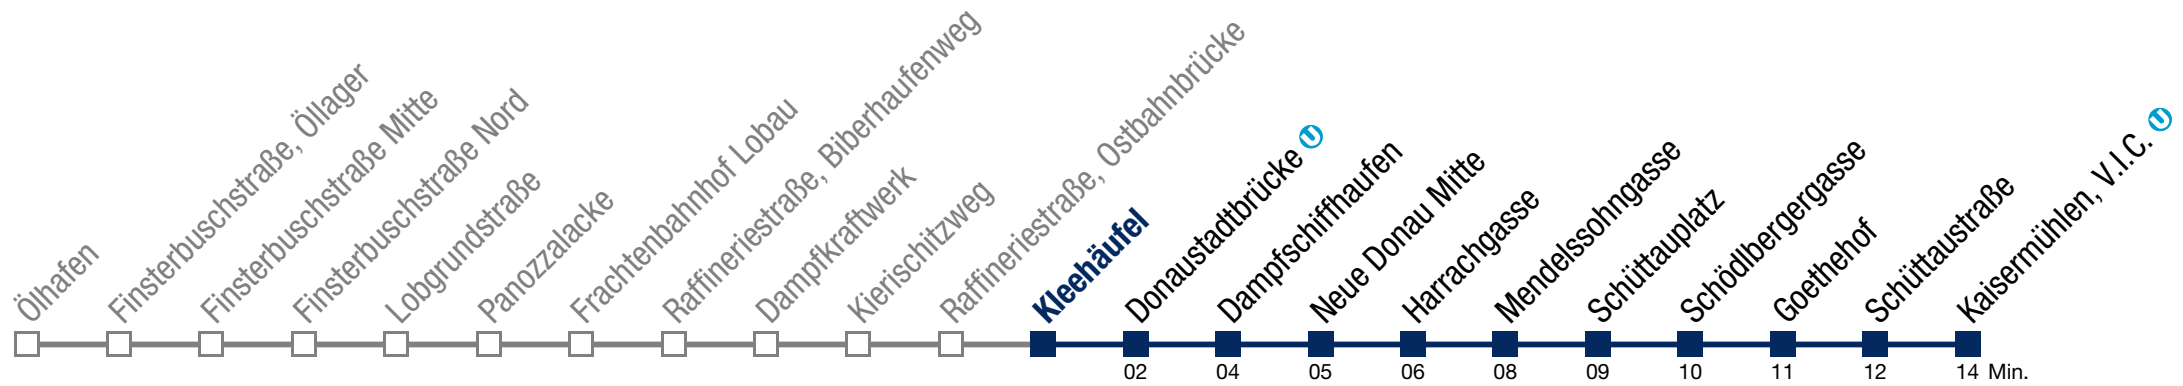 Ölhafen
Finsterbuschstraße, Öllager
Finsterbuschstraße Mitte
Finsterbuschstraße Nord
Lobgrundstraße
Panozzalacke
Frachtenbahnhof Lobau
Raffineriestraße, Biberhaufenweg
Dampfkraftwerk
Kierischitzweg
Raffineriestraße, Ostbahnbrücke
Kleehäufel
Donaustadtbrücke U
Dampfschiffhaufen
Neue Donau Mitte
Harrachgasse
Mendelssohngasse
Schüttauplatz
Schödlbergergasse
Goethehof
Schüttaustraße
Kaisermühlen, V.I.C. U
02 04 05 06 08 09 10 11 12 14 Min.